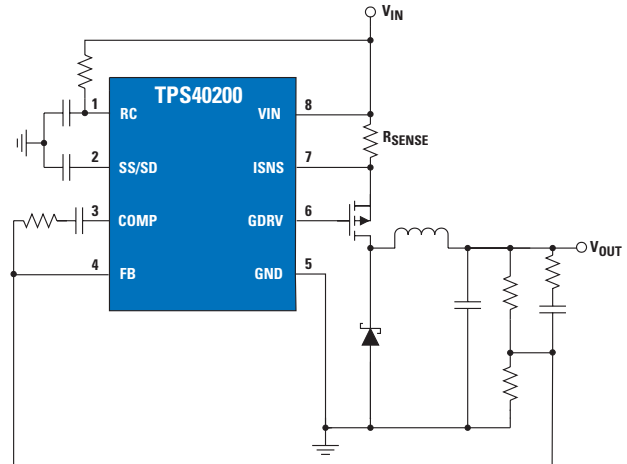 V_IN
TPS40200
1 RC VIN 8
R_SENSE
2 SS/SD ISNS 7
3 COMP GDRV 6
V_OUT
4 FB GND 5